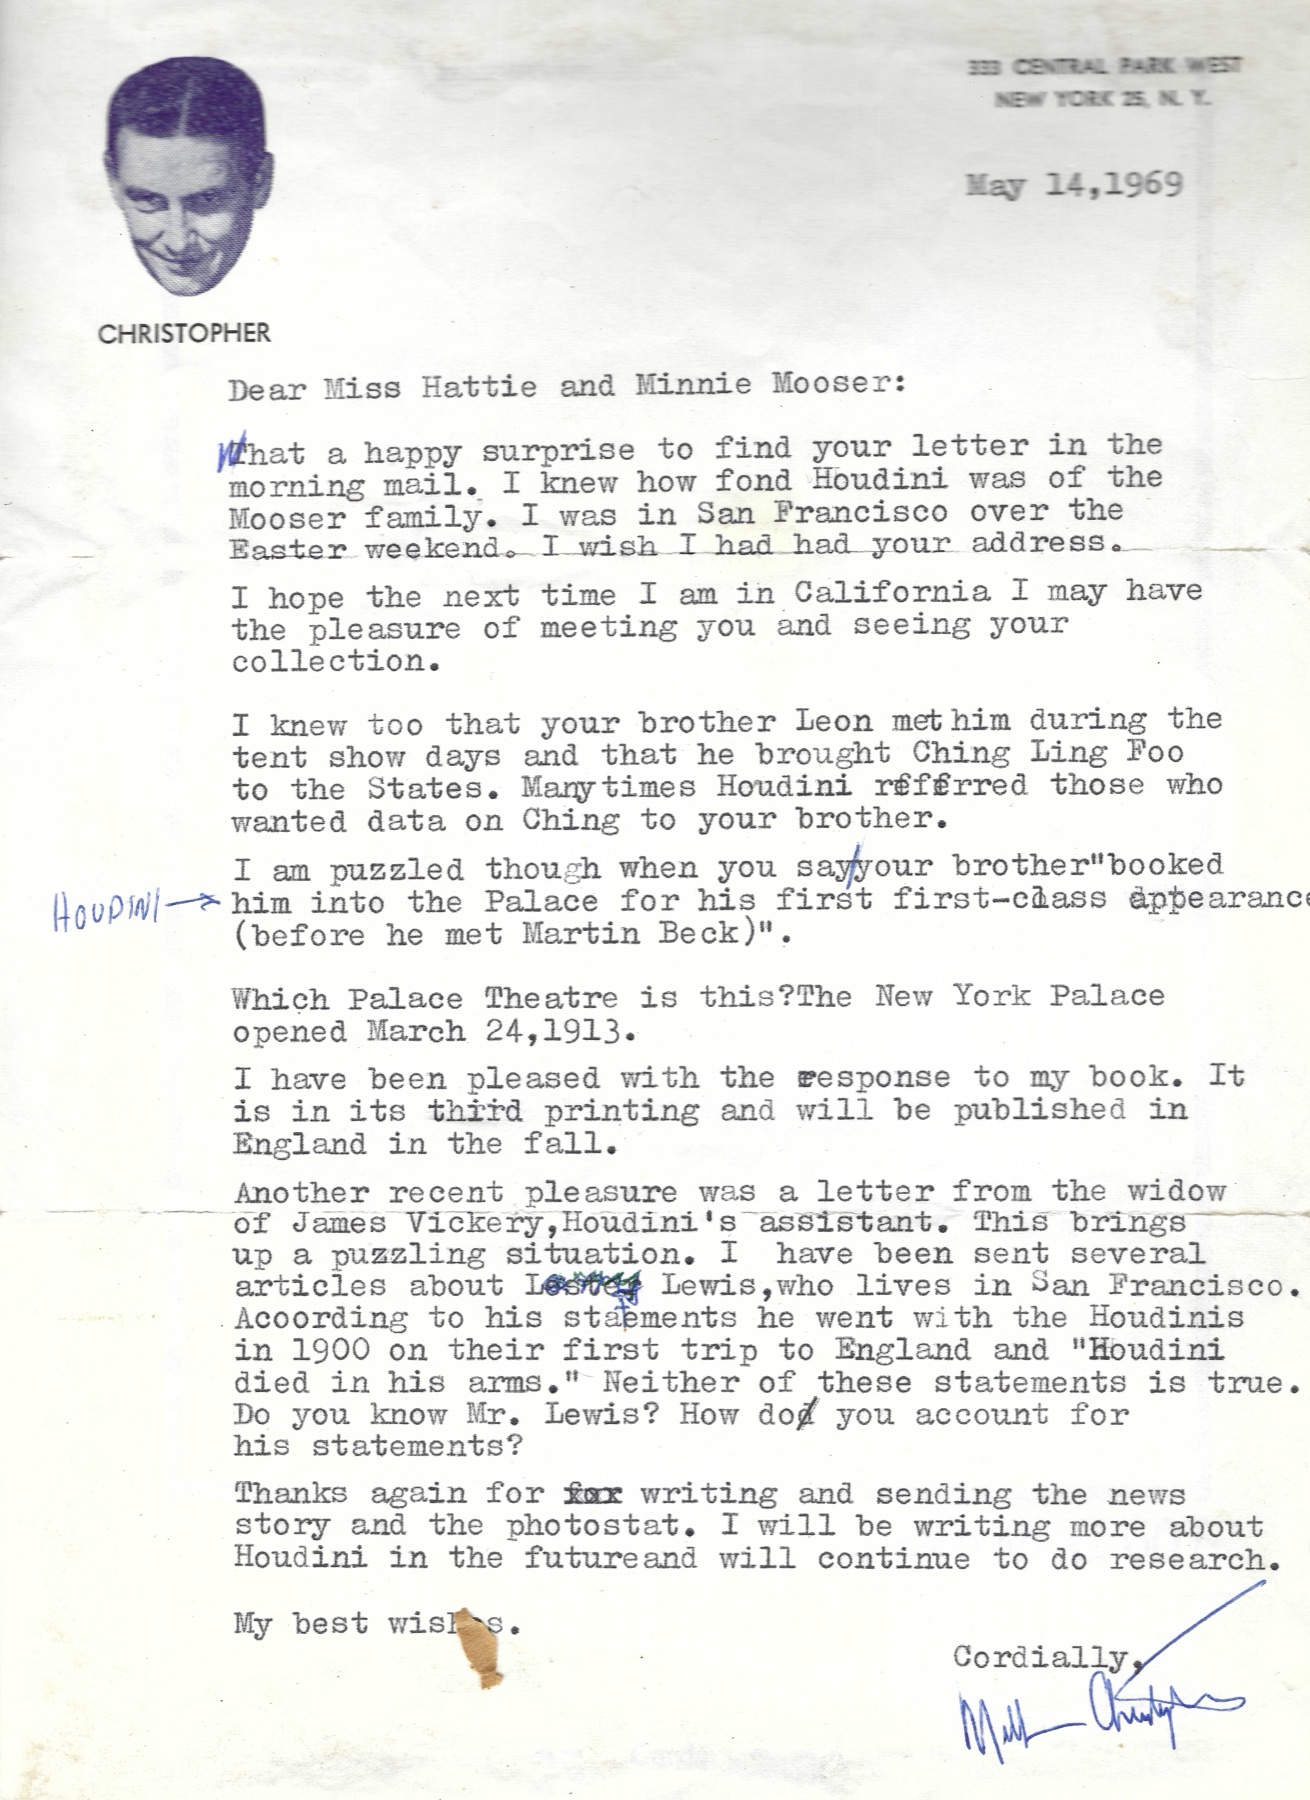 333 CENTRAL PARK WEST
NEW YORK 25, N. Y.
May 14,1969
CHRISTOPHER
Dear Miss Hattie and Minnie Mooser:
What a happy surprise to find your letter in the
morning mail. I knew how fond Houdini was of the
Mooser family. I was in San Francisco over the
Easter weekend. I wish I had had your address.
I hope the next time I am in California I may have
the pleasure of meeting you and seeing your
collection.
I knew too that your brother Leon met him during the
tent show days and that he brought Ching Ling Foo
to the States. Many times Houdini referred those who
wanted data on Ching to your brother.
I am puzzled though when you say/your brother"booked
HOUDINI → him into the Palace for his first first-class appearance
(before he met Martin Beck)".
Which Palace Theatre is this?The New York Palace
opened March 24,1913.
I have been pleased with the response to my book. It
is in its third printing and will be published in
England in the fall.
Another recent pleasure was a letter from the widow
of James Vickery,Houdini's assistant. This brings
up a puzzling situation. I have been sent several
articles about Lewis,who lives in San Francisco.
Acoording to his statements he went with the Houdinis
in 1900 on their first trip to England and "Houdini
died in his arms." Neither of these statements is true.
Do you know Mr. Lewis? How do you account for
his statements?
Thanks again for writing and sending the news
story and the photostat. I will be writing more about
Houdini in the futureand will continue to do research.
My best wishes.
Cordially,
Milbourne Christopher